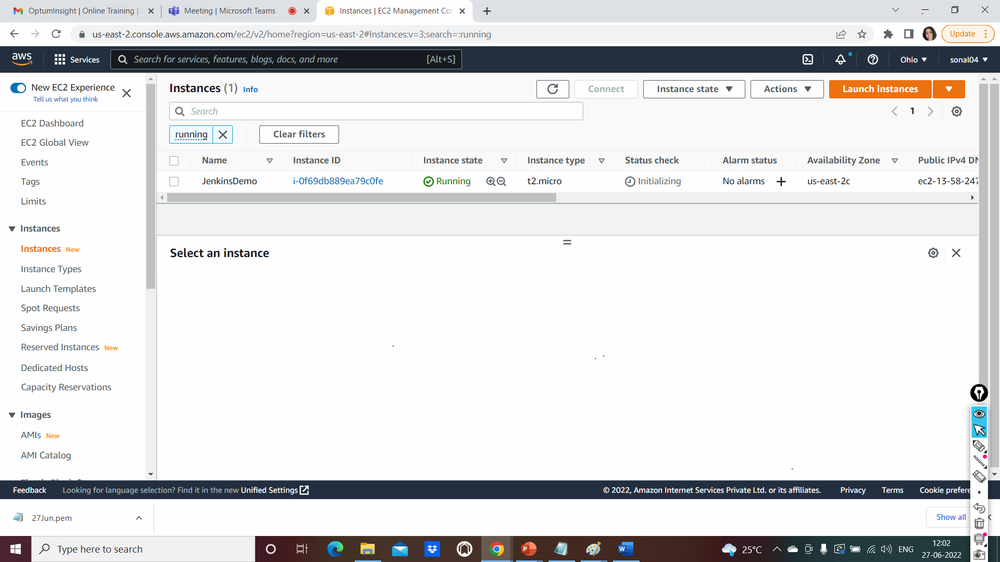 OptumInsight | Online Training |
Meeting | Microsoft Teams
Instances | EC2 Management Cor
us-east-2.console.aws.amazon.com/ec2/v2/home?region=us-east-2#Instances:v=3;search=:running
Update
aws
Services
Search for services, features, blogs, docs, and more
[Alt+S]
Ohio
sonal04
New EC2 Experience
Tell us what you think
EC2 Dashboard
EC2 Global View
Events
Tags
Limits
Instances
Instances New
Instance Types
Launch Templates
Spot Requests
Savings Plans
Reserved Instances New
Dedicated Hosts
Capacity Reservations
Images
AMIs New
AMI Catalog
Instances (1) Info
Connect
Instance state
Actions
Launch instances
Search
1
running
Clear filters
Name Instance ID Instance state Instance type Status check Alarm status Availability Zone Public IPv4 DN
JenkinsDemo i-0f69db889ea79c0fe Running t2.micro Initializing No alarms us-east-2c ec2-13-58-247
Select an instance
Feedback
Looking for language selection? Find it in the new Unified Settings
© 2022, Amazon Internet Services Private Ltd. or its affiliates.
Privacy
Terms
Cookie prefere
27Jun.pem
Show all
Type here to search
25°C
ENG
12:02
27-06-2022